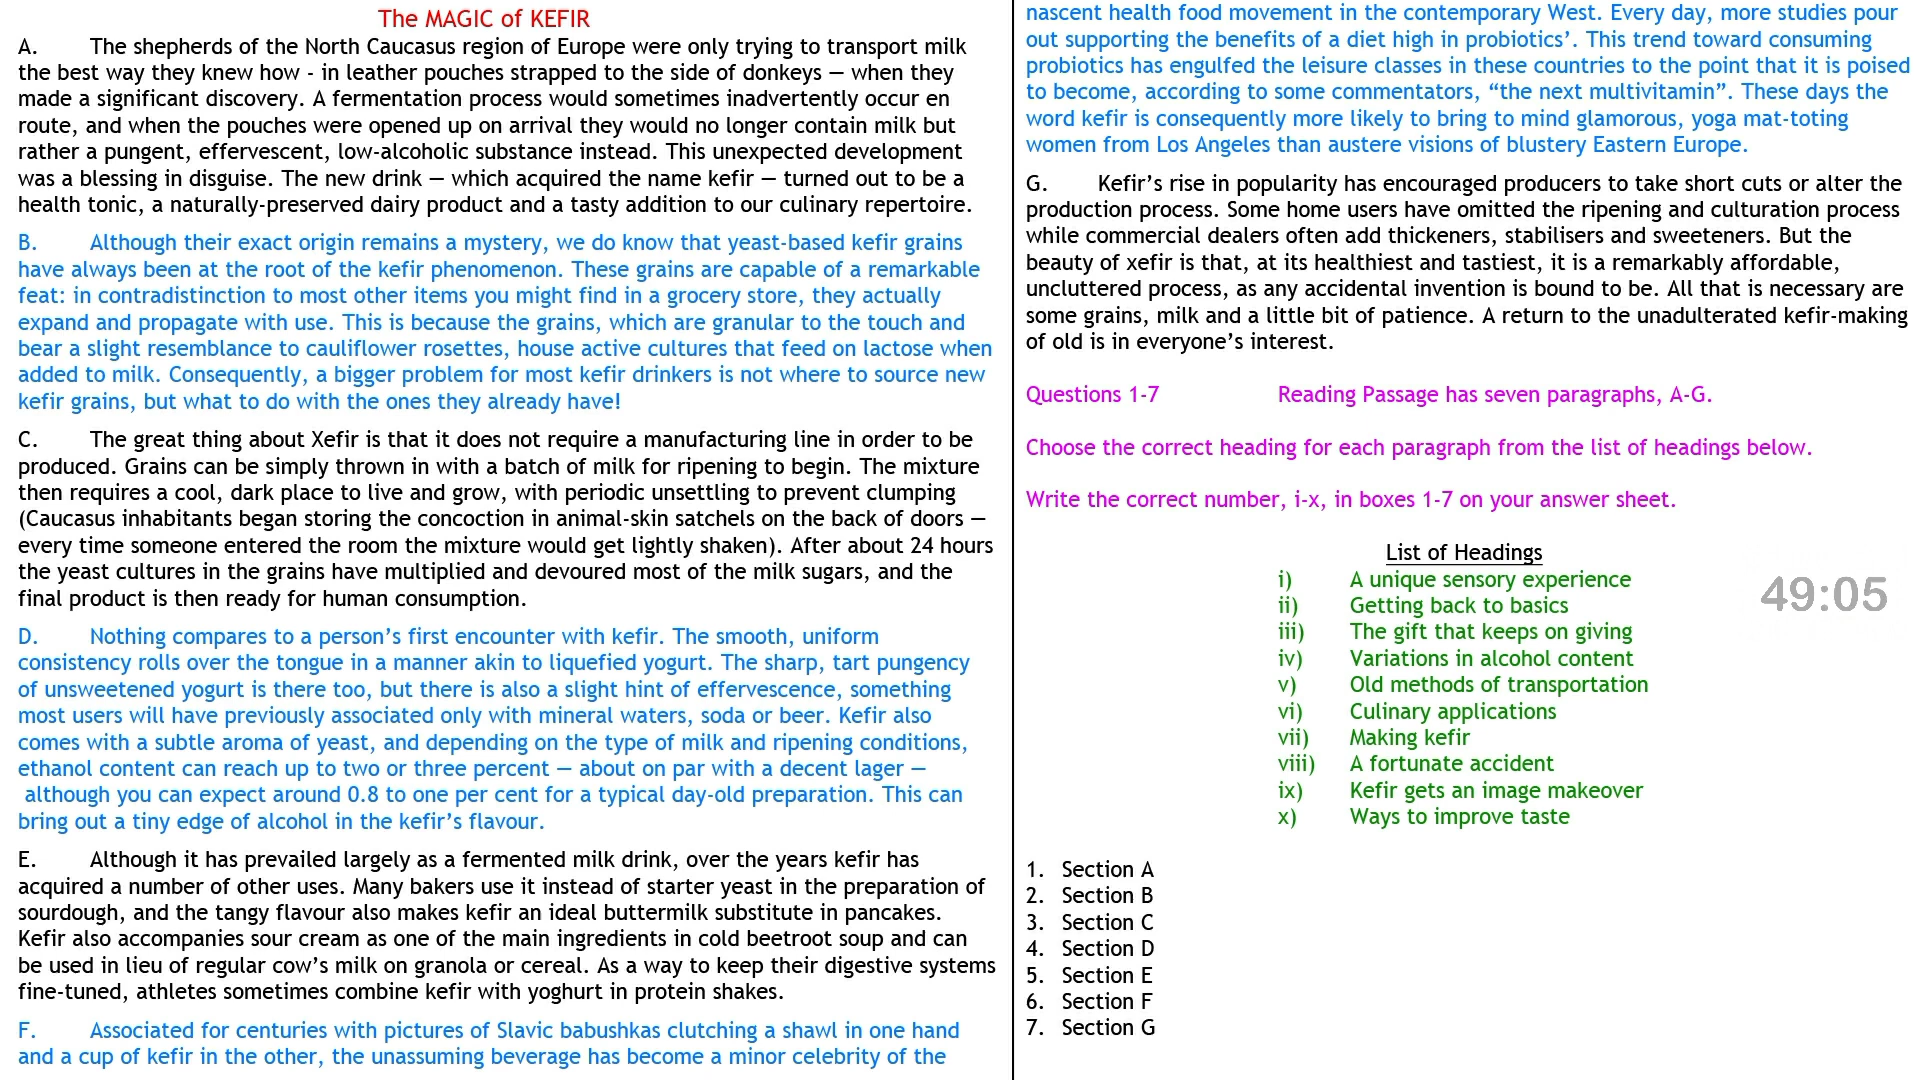 The MAGIC of KEFIR
A. The shepherds of the North Caucasus region of Europe were only trying to transport milk
the best way they knew how - in leather pouches strapped to the side of donkeys — when they
made a significant discovery. A fermentation process would sometimes inadvertently occur en
route, and when the pouches were opened up on arrival they would no longer contain milk but
rather a pungent, effervescent, low-alcoholic substance instead. This unexpected development
was a blessing in disguise. The new drink — which acquired the name kefir — turned out to be a
health tonic, a naturally-preserved dairy product and a tasty addition to our culinary repertoire.
B. Although their exact origin remains a mystery, we do know that yeast-based kefir grains
have always been at the root of the kefir phenomenon. These grains are capable of a remarkable
feat: in contradistinction to most other items you might find in a grocery store, they actually
expand and propagate with use. This is because the grains, which are granular to the touch and
bear a slight resemblance to cauliflower rosettes, house active cultures that feed on lactose when
added to milk. Consequently, a bigger problem for most kefir drinkers is not where to source new
kefir grains, but what to do with the ones they already have!
C. The great thing about Xefir is that it does not require a manufacturing line in order to be
produced. Grains can be simply thrown in with a batch of milk for ripening to begin. The mixture
then requires a cool, dark place to live and grow, with periodic unsettling to prevent clumping
(Caucasus inhabitants began storing the concoction in animal-skin satchels on the back of doors —
every time someone entered the room the mixture would get lightly shaken). After about 24 hours
the yeast cultures in the grains have multiplied and devoured most of the milk sugars, and the
final product is then ready for human consumption.
D. Nothing compares to a person’s first encounter with kefir. The smooth, uniform
consistency rolls over the tongue in a manner akin to liquefied yogurt. The sharp, tart pungency
of unsweetened yogurt is there too, but there is also a slight hint of effervescence, something
most users will have previously associated only with mineral waters, soda or beer. Kefir also
comes with a subtle aroma of yeast, and depending on the type of milk and ripening conditions,
ethanol content can reach up to two or three percent — about on par with a decent lager —
although you can expect around 0.8 to one per cent for a typical day-old preparation. This can
bring out a tiny edge of alcohol in the kefir’s flavour.
E. Although it has prevailed largely as a fermented milk drink, over the years kefir has
acquired a number of other uses. Many bakers use it instead of starter yeast in the preparation of
sourdough, and the tangy flavour also makes kefir an ideal buttermilk substitute in pancakes.
Kefir also accompanies sour cream as one of the main ingredients in cold beetroot soup and can
be used in lieu of regular cow’s milk on granola or cereal. As a way to keep their digestive systems
fine-tuned, athletes sometimes combine kefir with yoghurt in protein shakes.
F. Associated for centuries with pictures of Slavic babushkas clutching a shawl in one hand
and a cup of kefir in the other, the unassuming beverage has become a minor celebrity of the
nascent health food movement in the contemporary West. Every day, more studies pour
out supporting the benefits of a diet high in probiotics’. This trend toward consuming
probiotics has engulfed the leisure classes in these countries to the point that it is poised
to become, according to some commentators, “the next multivitamin”. These days the
word kefir is consequently more likely to bring to mind glamorous, yoga mat-toting
women from Los Angeles than austere visions of blustery Eastern Europe.
G. Kefir’s rise in popularity has encouraged producers to take short cuts or alter the
production process. Some home users have omitted the ripening and culturation process
while commercial dealers often add thickeners, stabilisers and sweeteners. But the
beauty of xefir is that, at its healthiest and tastiest, it is a remarkably affordable,
uncluttered process, as any accidental invention is bound to be. All that is necessary are
some grains, milk and a little bit of patience. A return to the unadulterated kefir-making
of old is in everyone’s interest.
Questions 1-7 Reading Passage has seven paragraphs, A-G.
Choose the correct heading for each paragraph from the list of headings below.
Write the correct number, i-x, in boxes 1-7 on your answer sheet.
List of Headings
i) A unique sensory experience
ii) Getting back to basics
iii) The gift that keeps on giving
iv) Variations in alcohol content
v) Old methods of transportation
vi) Culinary applications
vii) Making kefir
viii) A fortunate accident
ix) Kefir gets an image makeover
x) Ways to improve taste
49:05
1. Section A
2. Section B
3. Section C
4. Section D
5. Section E
6. Section F
7. Section G